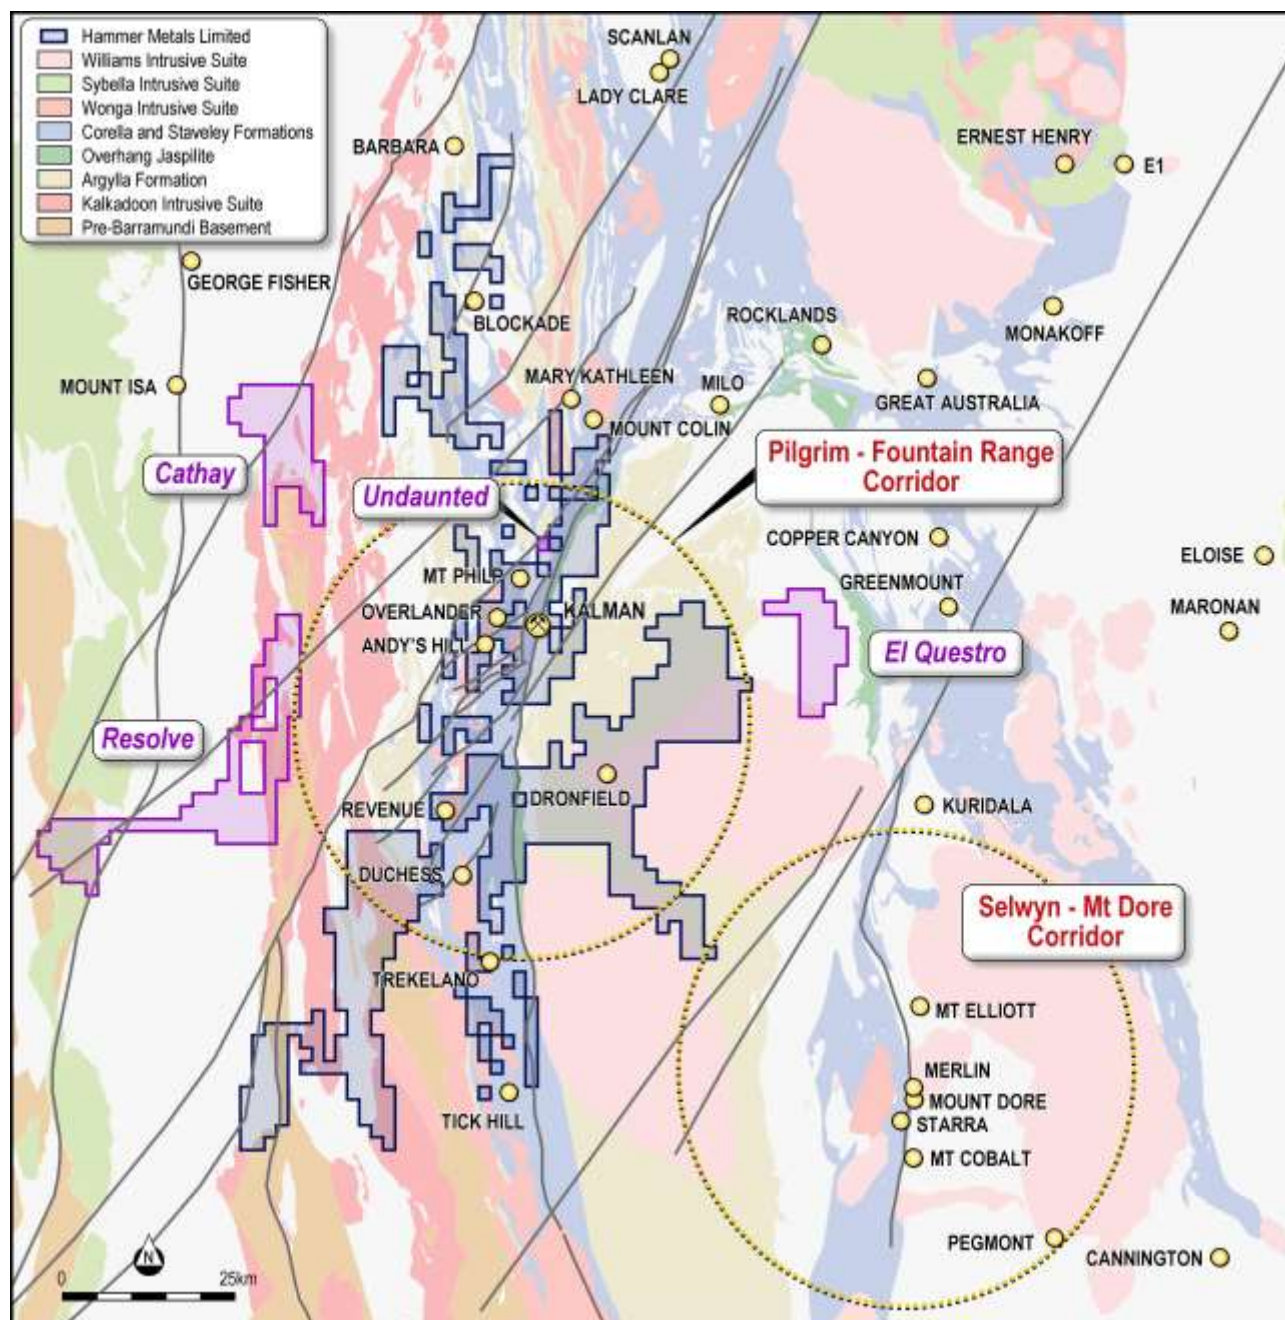 Hammer Metals Limited
Williams Intrusive Suite
Sybella Intrusive Suite
Wonga Intrusive Suite
Corella and Staveley Formations
Overhang Jaspilite
Argylla Formation
Kalkadoon Intrusive Suite
Pre-Barramundi Basement
SCANLAN
LADY CLARE
BARBARA
ERNEST HENRY
E1
GEORGE FISHER
BLOCKADE
ROCKLANDS
MONAKOFF
MOUNT ISA
MARY KATHLEEN
MILO
GREAT AUSTRALIA
MOUNT COLIN
Pilgrim - Fountain Range
Corridor
Cathay
Undaunted
COPPER CANYON
ELOISE
MT PHILP
GREENMOUNT
OVERLANDER
KALMAN
MARONAN
ANDY'S HILL
El Questro
Resolve
DRONFIELD
REVENUE
KURIDALA
DUCHESS
Selwyn - Mt Dore
Corridor
TREKELANO
MT ELLIOTT
MERLIN
MOUNT DORE
TICK HILL
STARRA
MT COBALT
PEGMONT
CANNINGTON
N
0
25km